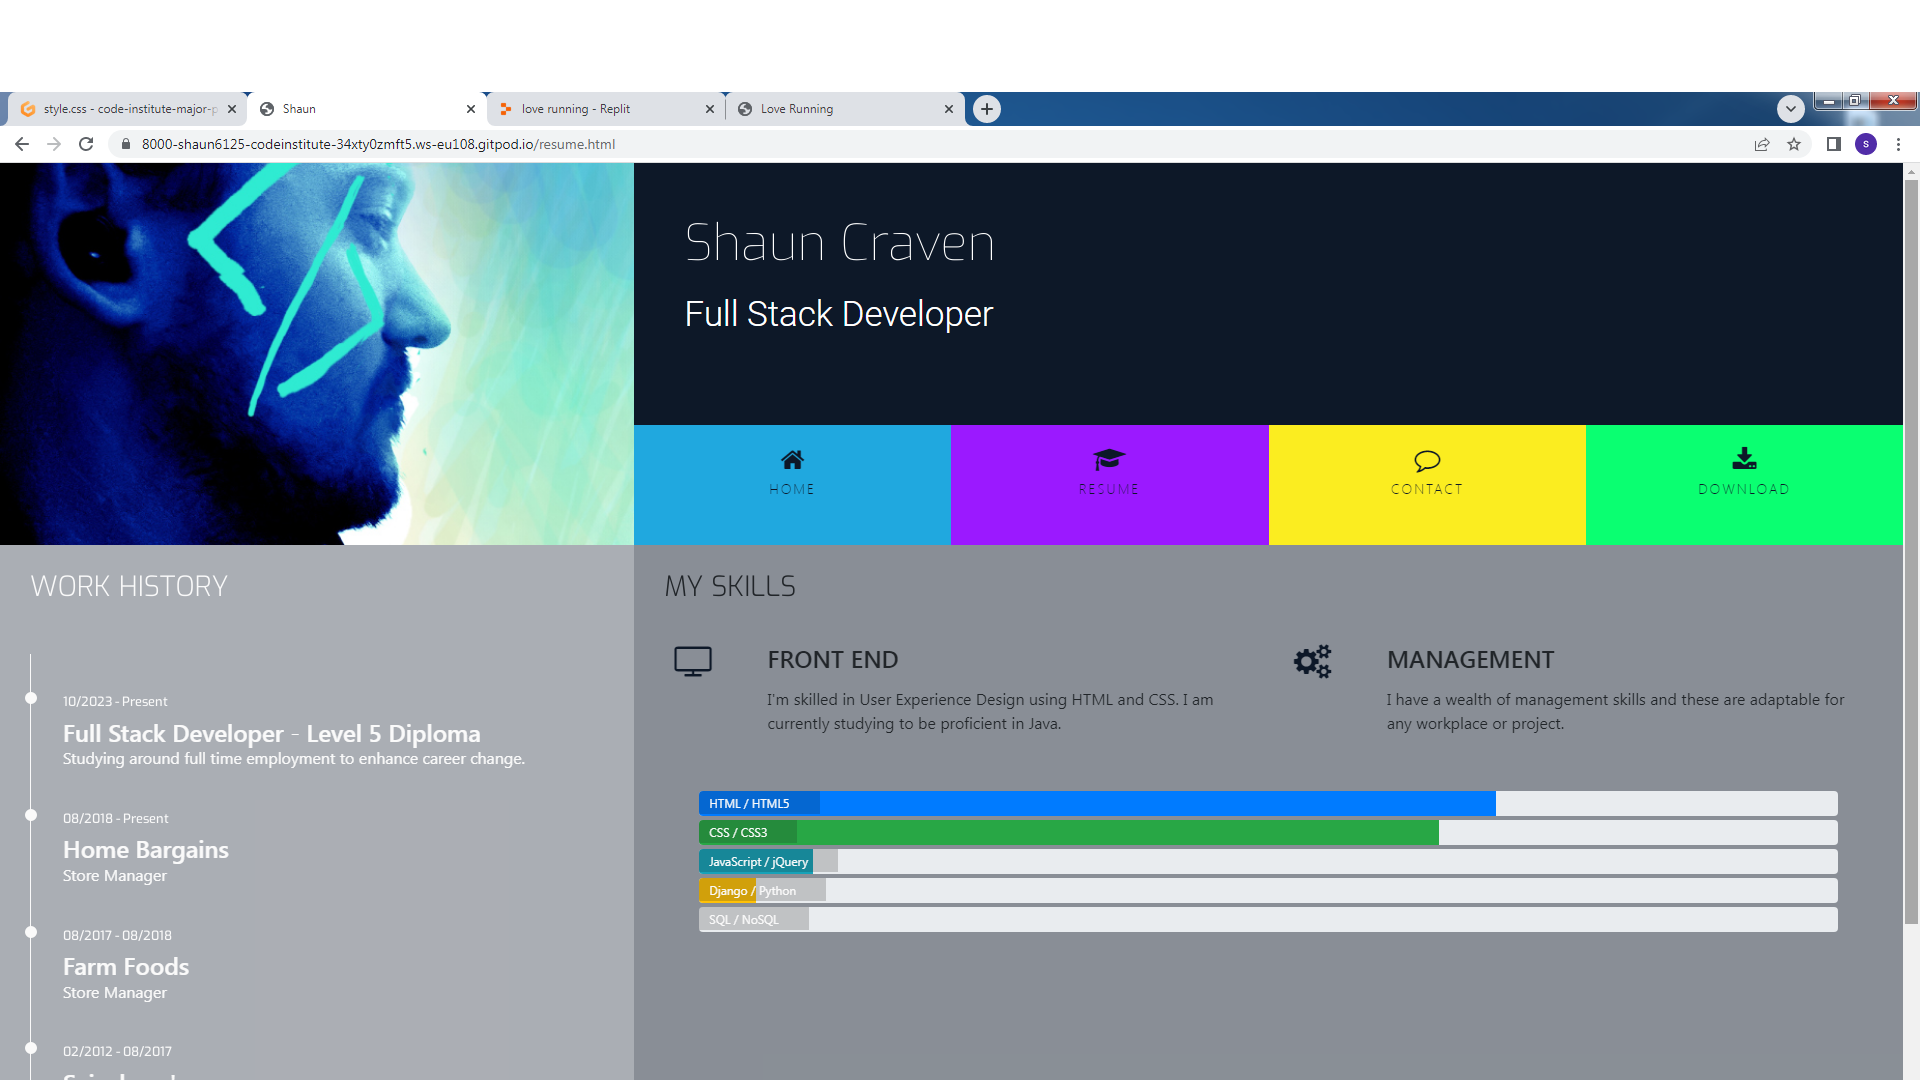 style.css - code-institute-major-p
Shaun
love running - Replit
Love Running
8000-shaun6125-codeinstitute-34xty0zmft5.ws-eu108.gitpod.io/resume.html
S
Shaun Craven
Full Stack Developer
HOME
RESUME
CONTACT
DOWNLOAD
WORK HISTORY
10/2023 - Present
Full Stack Developer - Level 5 Diploma
Studying around full time employment to enhance career change.
08/2018 - Present
Home Bargains
Store Manager
08/2017 - 08/2018
Farm Foods
Store Manager
02/2012 - 08/2017
MY SKILLS
FRONT END
I'm skilled in User Experience Design using HTML and CSS. I am
currently studying to be proficient in Java.
MANAGEMENT
I have a wealth of management skills and these are adaptable for
any workplace or project.
HTML / HTML5
CSS / CSS3
JavaScript / jQuery
Django / Python
SQL / NoSQL